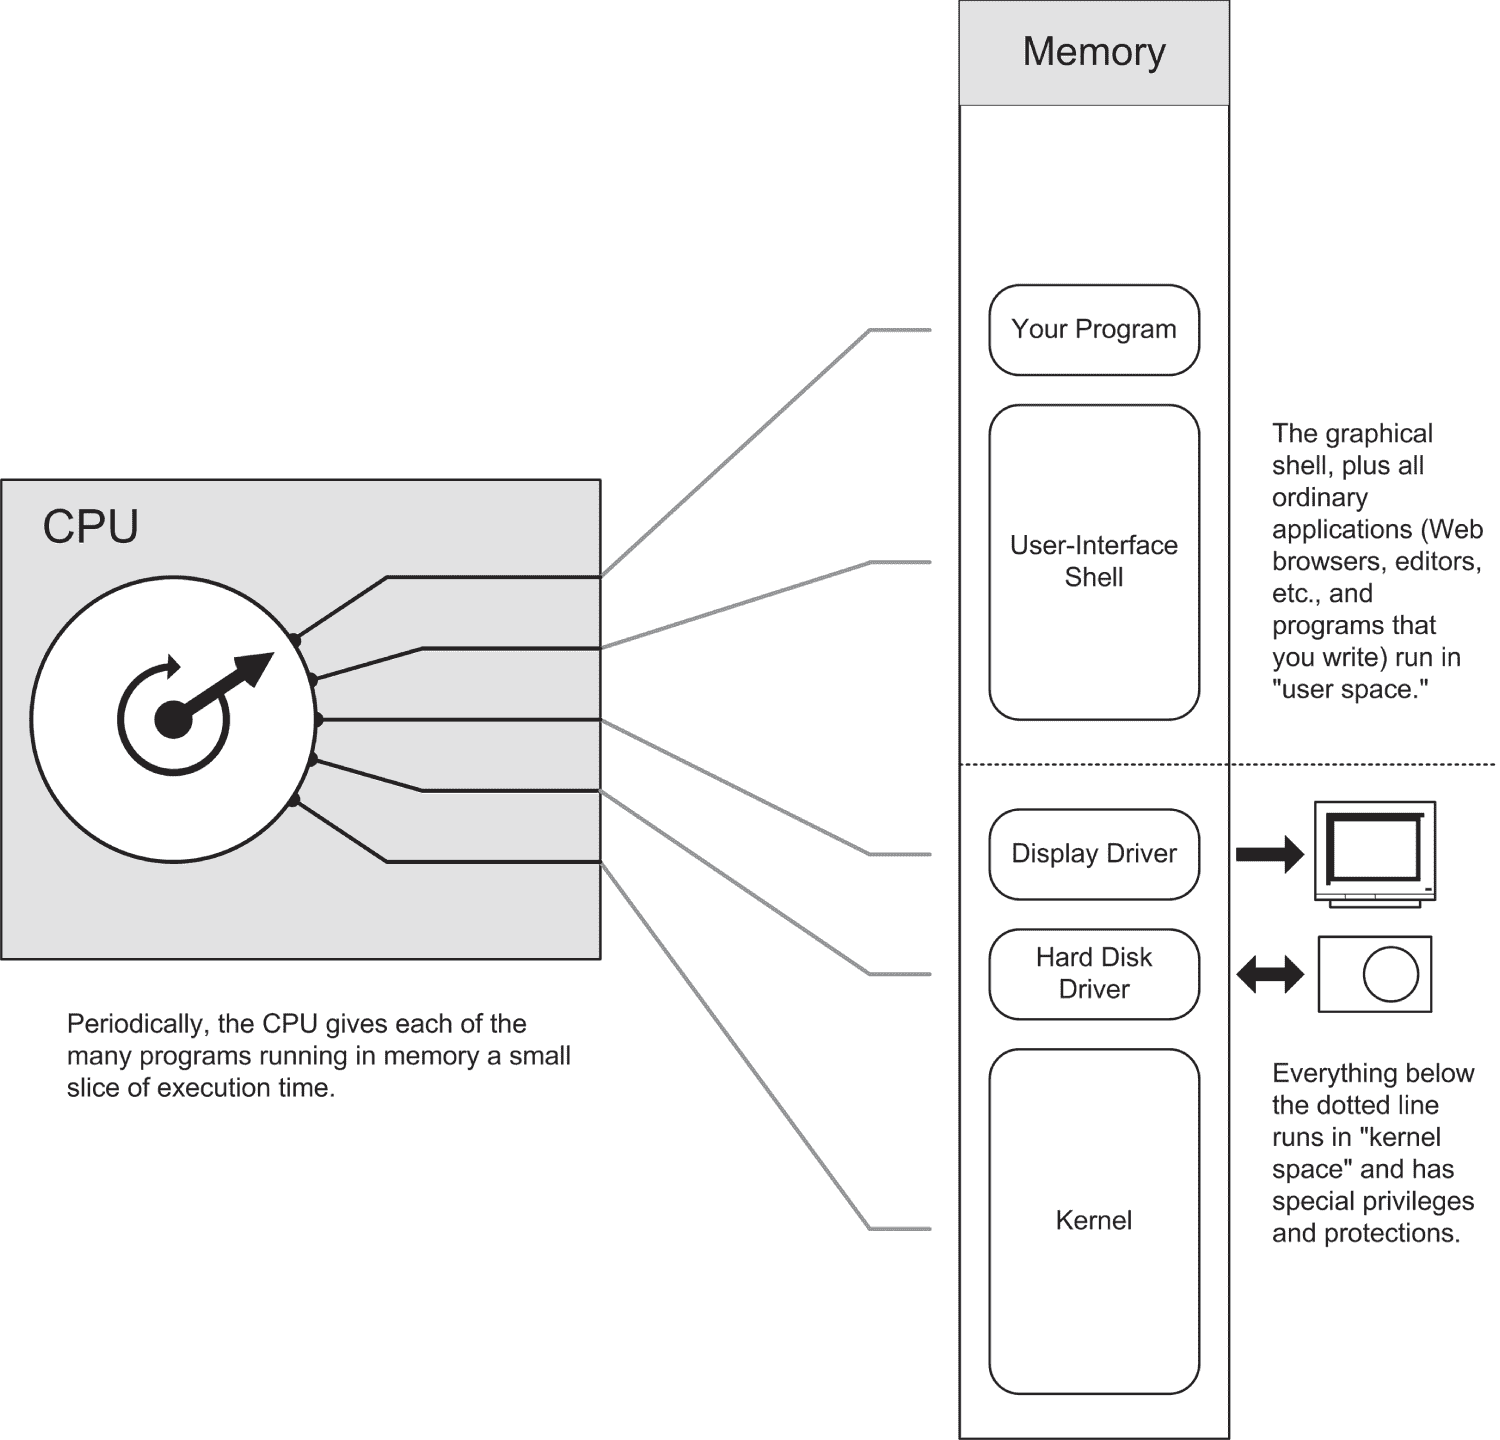 Memory
Your Program
User-Interface
Shell
The graphical
shell, plus all
ordinary
applications (Web
browsers, editors,
etc., and
programs that
you write) run in
"user space."
CPU
Periodically, the CPU gives each of the
many programs running in memory a small
slice of execution time.
Display Driver
Hard Disk
Driver
Kernel
Everything below
the dotted line
runs in "kernel
space" and has
special privileges
and protections.